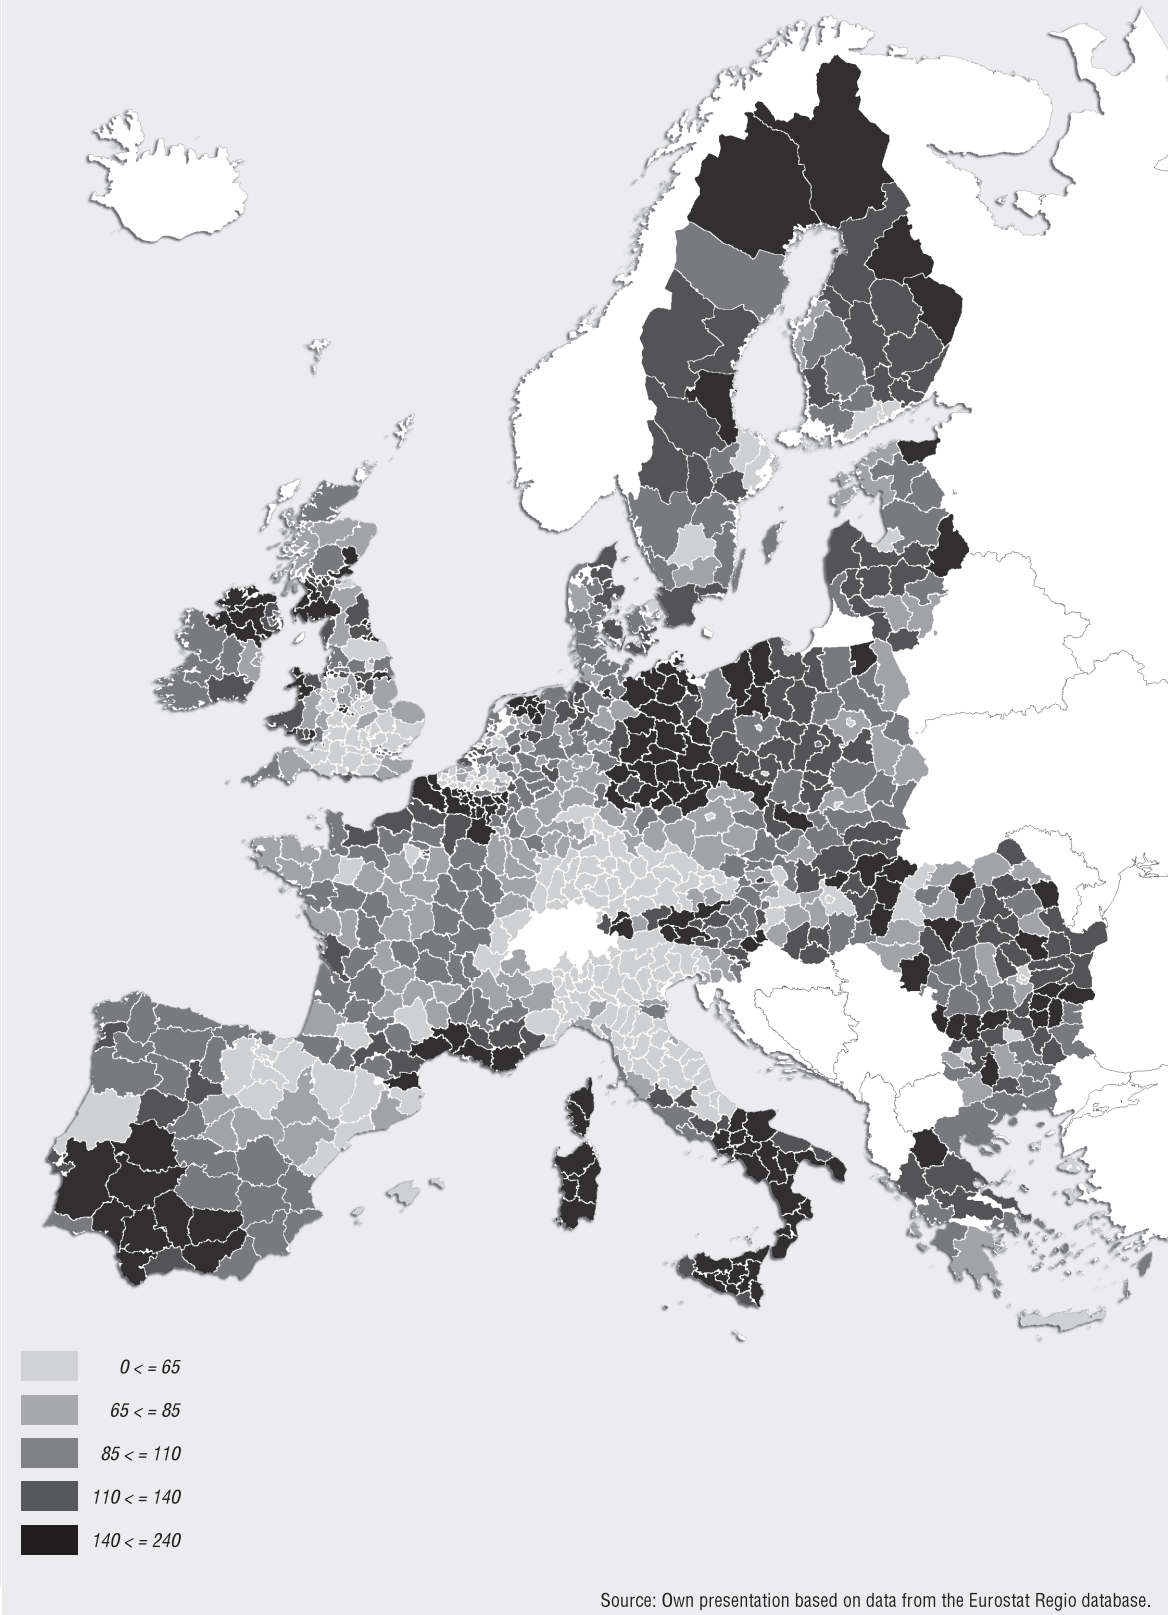 0 < = 65
65 < = 85
85 < = 110
110 < = 140
140 < = 240
Source: Own presentation based on data from the Eurostat Regio database.